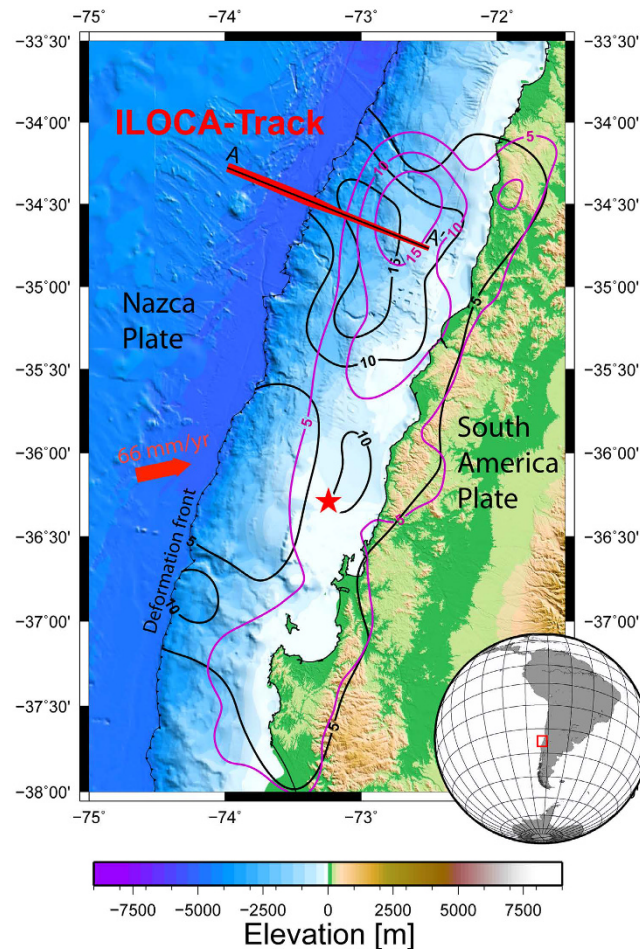 −75° −74° −73° −72°
−33°30' −33°30'
−34°00' −34°00'
ILOCA-Track
A
5
10
−34°30' −34°30'
15
A-
10
15
−35°00' −35°00'
Nazca
Plate
5
10
−35°30' −35°30'
5
10
South
America
Plate
−36°00' −36°00'
66 mm/yr
−36°30' −36°30'
5
5
Deformation front
10
−37°00' −37°00'
−37°30' −37°30'
5
−38°00' −38°00'
−75° −74° −73°
−7500 −5000 −2500 0 2500 5000 7500
Elevation [m]